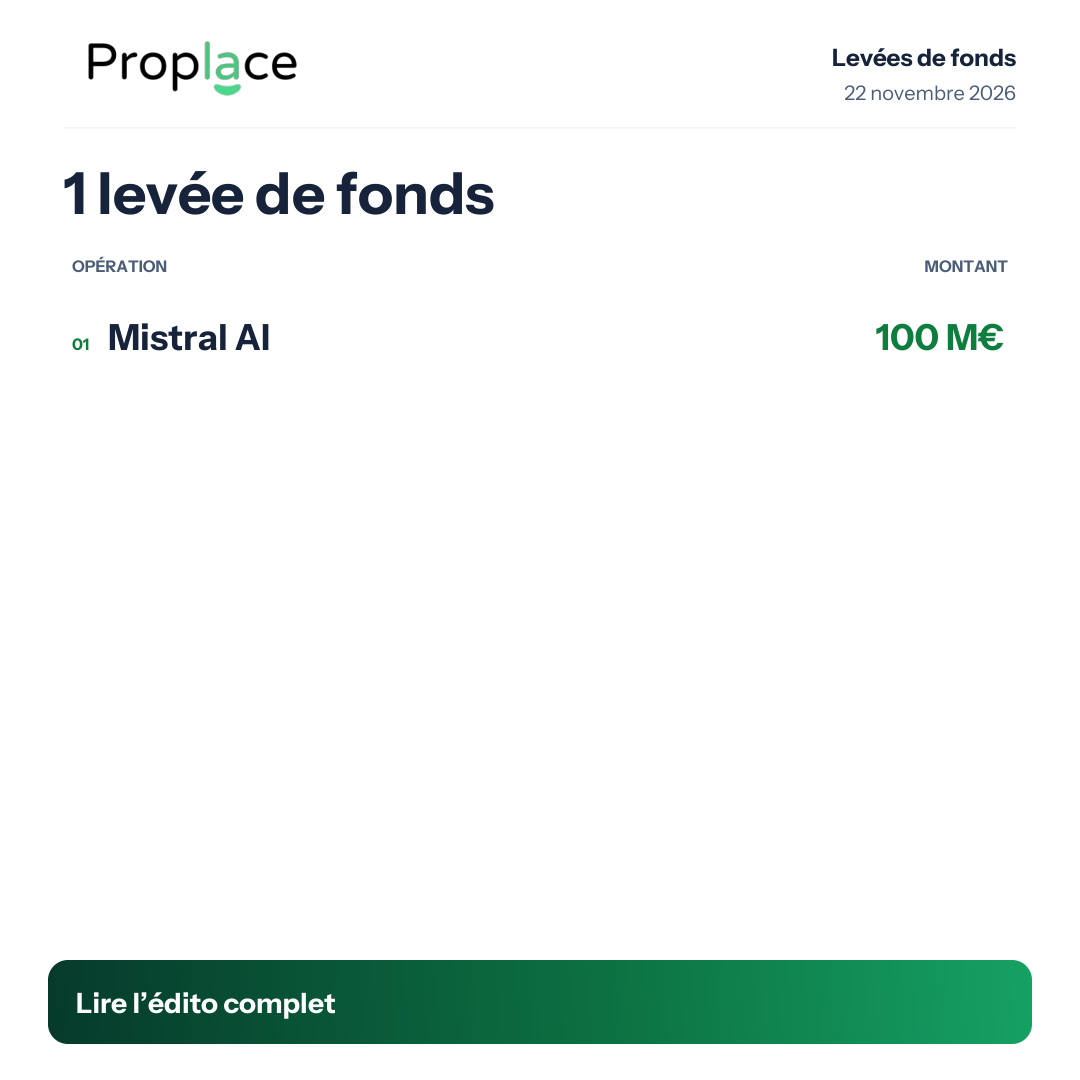 Proplace
Levées de fonds
22 novembre 2026
1 levée de fonds
OPÉRATION
MONTANT
01 Mistral AI
100 M€
Lire l’édito complet